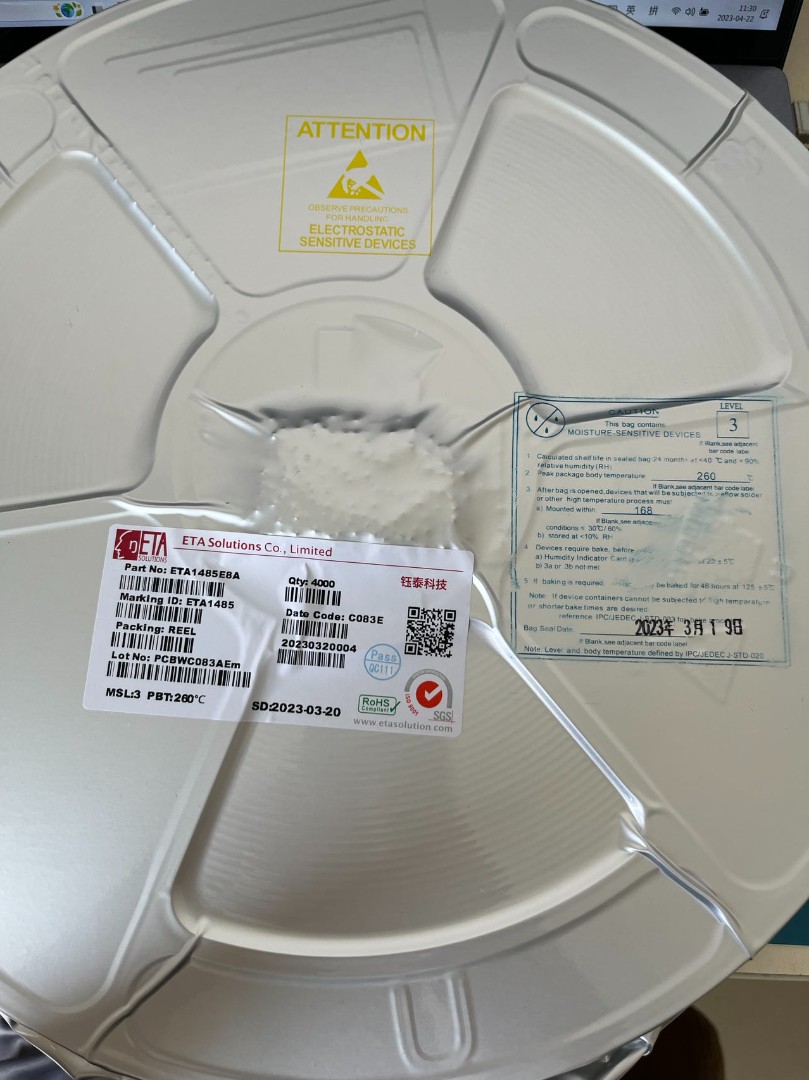 英 拼
11:30
2023-04-22
ATTENTION
OBSERVE PRECAUTIONS
FOR HANDLING
ELECTROSTATIC
SENSITIVE DEVICES
CAUTION
This bag contains
MOISTURE-SENSITIVE DEVICES
LEVEL
3
If Blank,see adjacent
bar code label
1 Calculated shelf life in sealed bag:24 months at<40 ℃ and < 90%
relative humidity (RH)
2. Peak package body temperature 260 ℃
If Blank,see adjacent bar code label
3 After bag is opened,devices that will be subjected to reflow solder
or other high temperature process must
a) Mounted within: 168
If Blank,see adjacent
conditions ≤ 30℃/60%
b) stored at <10% RH
4 Devices require bake, before
a) Humidity Indicator Card 23 ±5℃
b) 3a or 3b not met
5. If baking is required, be baked for 48 hours at 125 ±5℃
Note: If device containers cannot be subjected to high temperature
or shorter bake times are desired.
reference IPC/JEDEC J-STD-033 for
Bag Seal Date: 2023年 3月 1 9日
If Blank,see adjacent bar code label
Note: Level and body temperature defined by IPC/JEDEC J-STD-020
ηETA
SOLUTIONS
ETA Solutions Co., Limited
钰泰科技
Part No: ETA1485E8A
Qty: 4000
Marking ID: ETA1485
Date Code: C083E
Packing: REEL
20230320004
Lot No: PCBWC083AEm
Pass
QC111
MSL:3 PBT:260℃
SD:2023-03-20
RoHS
Compliant
ISO 9001
SGS
www.etasolution.com